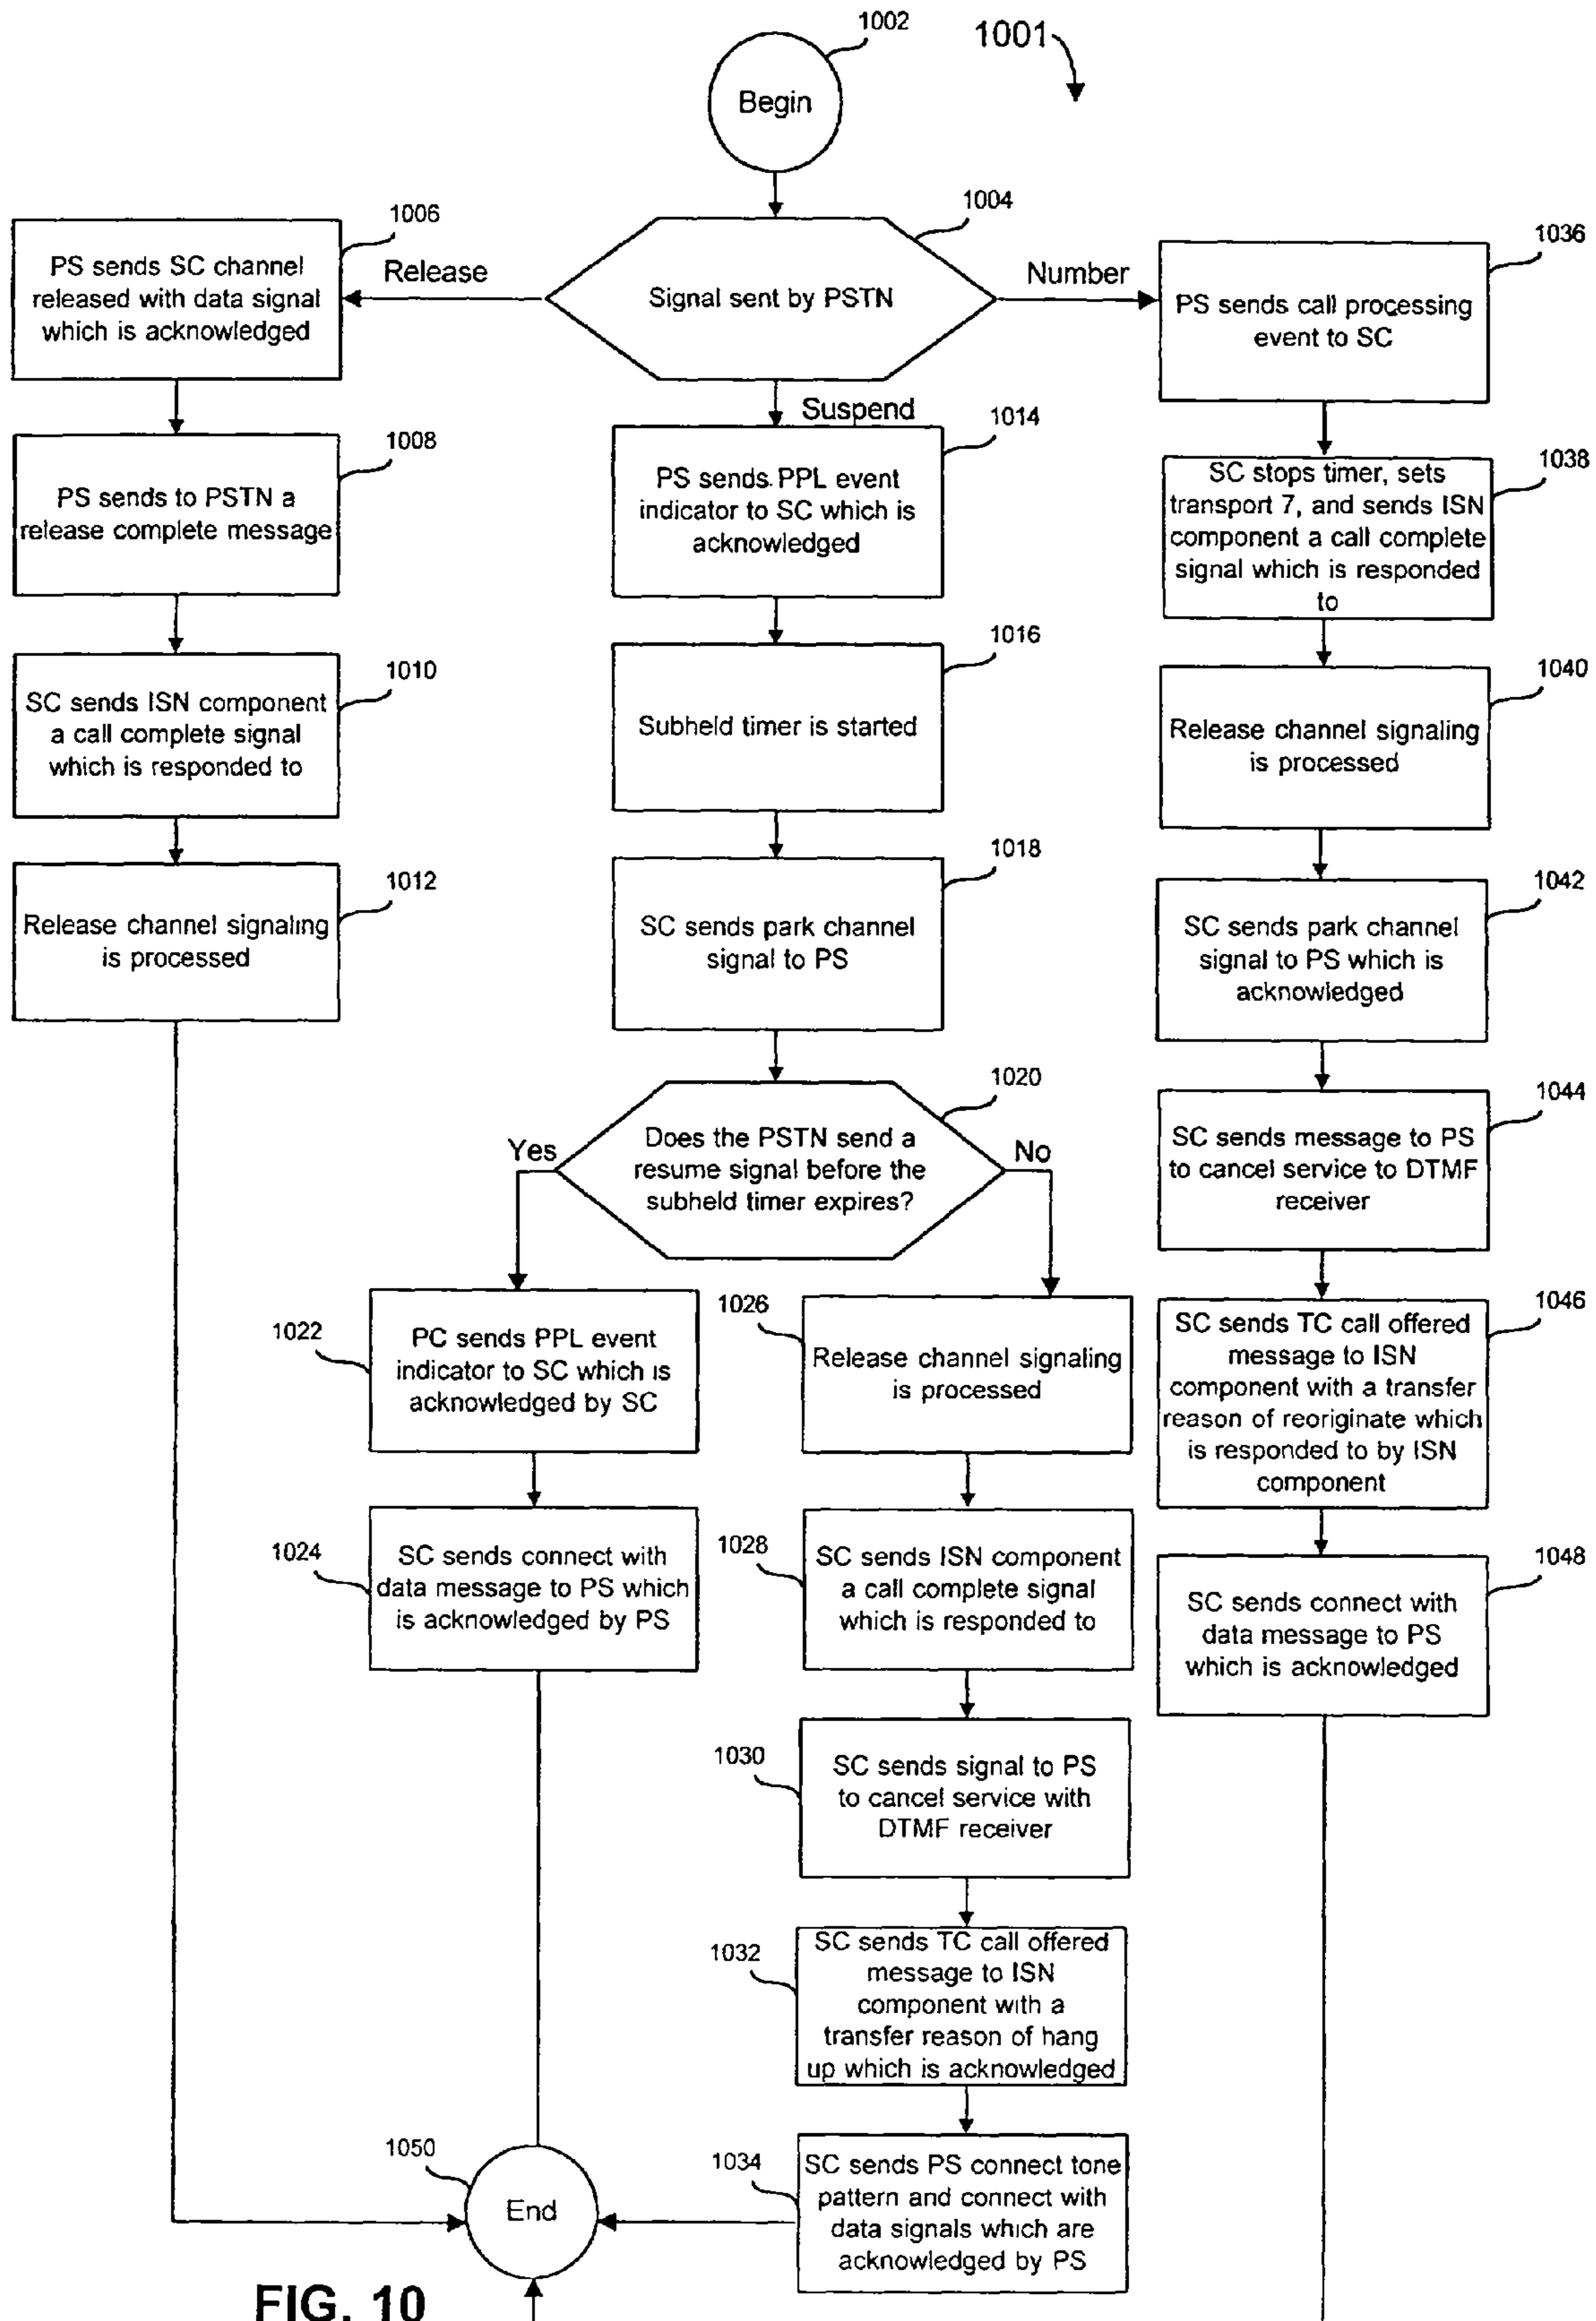 1002
1001
Begin
1004
Signal sent by PSTN
Release
Number
Suspend
1006
PS sends SC channel
released with data signal
which is acknowledged
1008
PS sends to PSTN a
release complete message
1010
SC sends ISN component
a call complete signal
which is responded to
1012
Release channel signaling
is processed
1014
PS sends PPL event
indicator to SC which is
acknowledged
1016
Subheld timer is started
1018
SC sends park channel
signal to PS
1020
Does the PSTN send a
resume signal before the
subheld timer expires?
Yes
No
1022
PC sends PPL event
indicator to SC which is
acknowledged by SC
1024
SC sends connect with
data message to PS which
is acknowledged by PS
1026
Release channel signaling
is processed
1028
SC sends ISN component
a call complete signal
which is responded to
1030
SC sends signal to PS
to cancel service with
DTMF receiver
1032
SC sends TC call offered
message to ISN
component with a
transfer reason of hang
up which is acknowledged
1034
SC sends PS connect tone
pattern and connect with
data signals which are
acknowledged by PS
1036
PS sends call processing
event to SC
1038
SC stops timer, sets
transport 7, and sends ISN
component a call complete
signal which is responded
to
1040
Release channel signaling
is processed
1042
SC sends park channel
signal to PS which is
acknowledged
1044
SC sends message to PS
to cancel service to DTMF
receiver
1046
SC sends TC call offered
message to ISN
component with a transfer
reason of reoriginate which
is responded to by ISN
component
1048
SC sends connect with
data message to PS
which is acknowledged
1050
End
FIG. 10